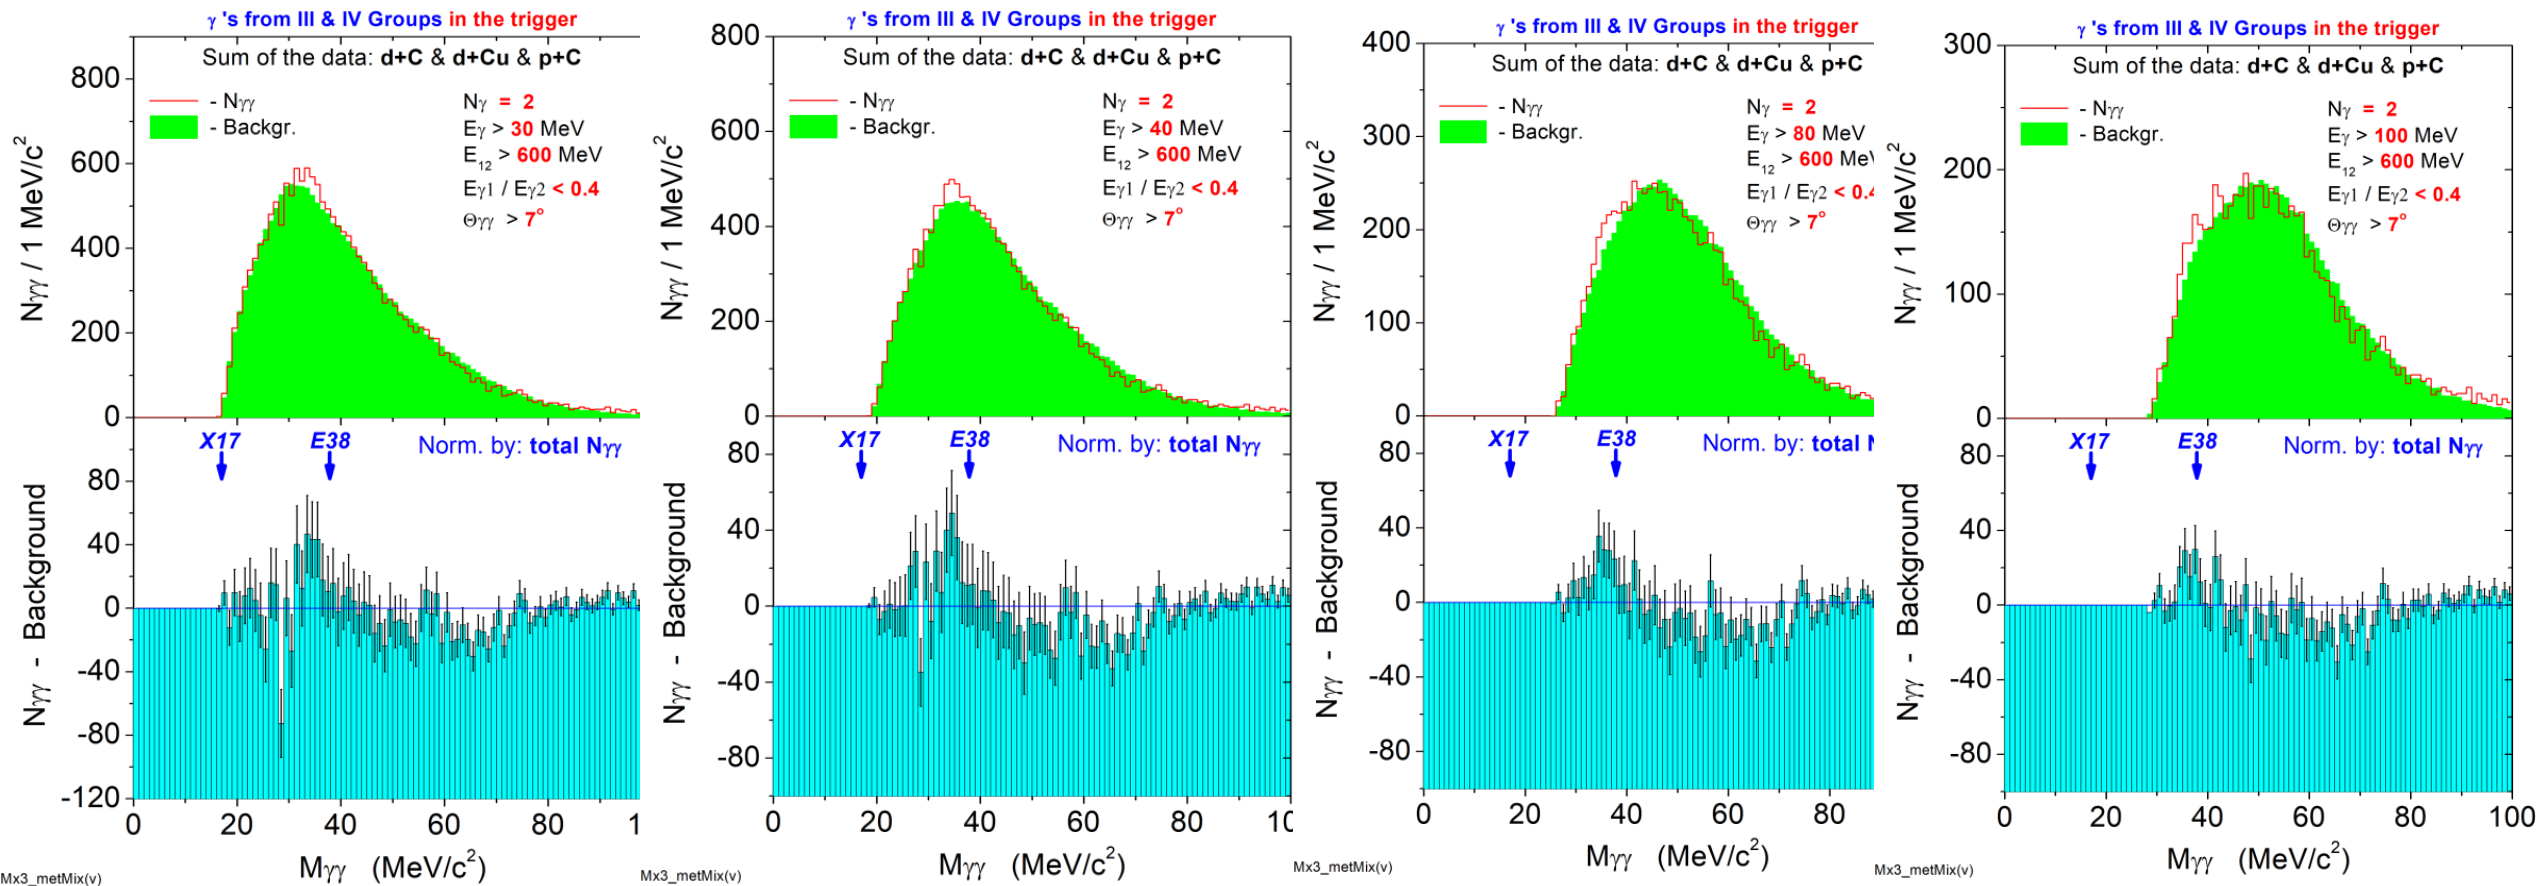 γ 's from III & IV Groups in the trigger
Sum of the data: d+C & d+Cu & p+C
- Nγγ
- Backgr.
Nγ = 2
Eγ > 30 MeV
E12 > 600 MeV
Eγ1 / Eγ2 < 0.4
Θγγ > 7°
Nγγ / 1 MeV/c²
800
600
400
200
0
X17
E38
Norm. by: total Nγγ
Nγγ - Background
80
40
0
-40
-80
-120
0 20 40 60 80 1
Mγγ (MeV/c²)
Mx3_metMix(v)
γ 's from III & IV Groups in the trigger
Sum of the data: d+C & d+Cu & p+C
- Nγγ
- Backgr.
Nγ = 2
Eγ > 40 MeV
E12 > 600 MeV
Eγ1 / Eγ2 < 0.4
Θγγ > 7°
Nγγ / 1 MeV/c²
800
600
400
200
0
X17
E38
Norm. by: total Nγγ
Nγγ - Background
80
40
0
-40
-80
0 20 40 60 80 10
Mγγ (MeV/c²)
Mx3_metMix(v)
γ 's from III & IV Groups in the trigger
Sum of the data: d+C & d+Cu & p+C
- Nγγ
- Backgr.
Nγ = 2
Eγ > 80 MeV
E12 > 600 MeV
Eγ1 / Eγ2 < 0.4
Θγγ > 7°
Nγγ / 1 MeV/c²
400
300
200
100
0
X17
E38
Norm. by: total N
Nγγ - Background
80
40
0
-40
-80
0 20 40 60 80
Mγγ (MeV/c²)
Mx3_metMix(v)
γ 's from III & IV Groups in the trigger
Sum of the data: d+C & d+Cu & p+C
- Nγγ
- Backgr.
Nγ = 2
Eγ > 100 MeV
E12 > 600 MeV
Eγ1 / Eγ2 < 0.4
Θγγ > 7°
Nγγ / 1 MeV/c²
300
200
100
0
X17
E38
Norm. by: total Nγγ
Nγγ - Background
80
40
0
-40
-80
0 20 40 60 80 100
Mγγ (MeV/c²)
Mx3_metMix(v)